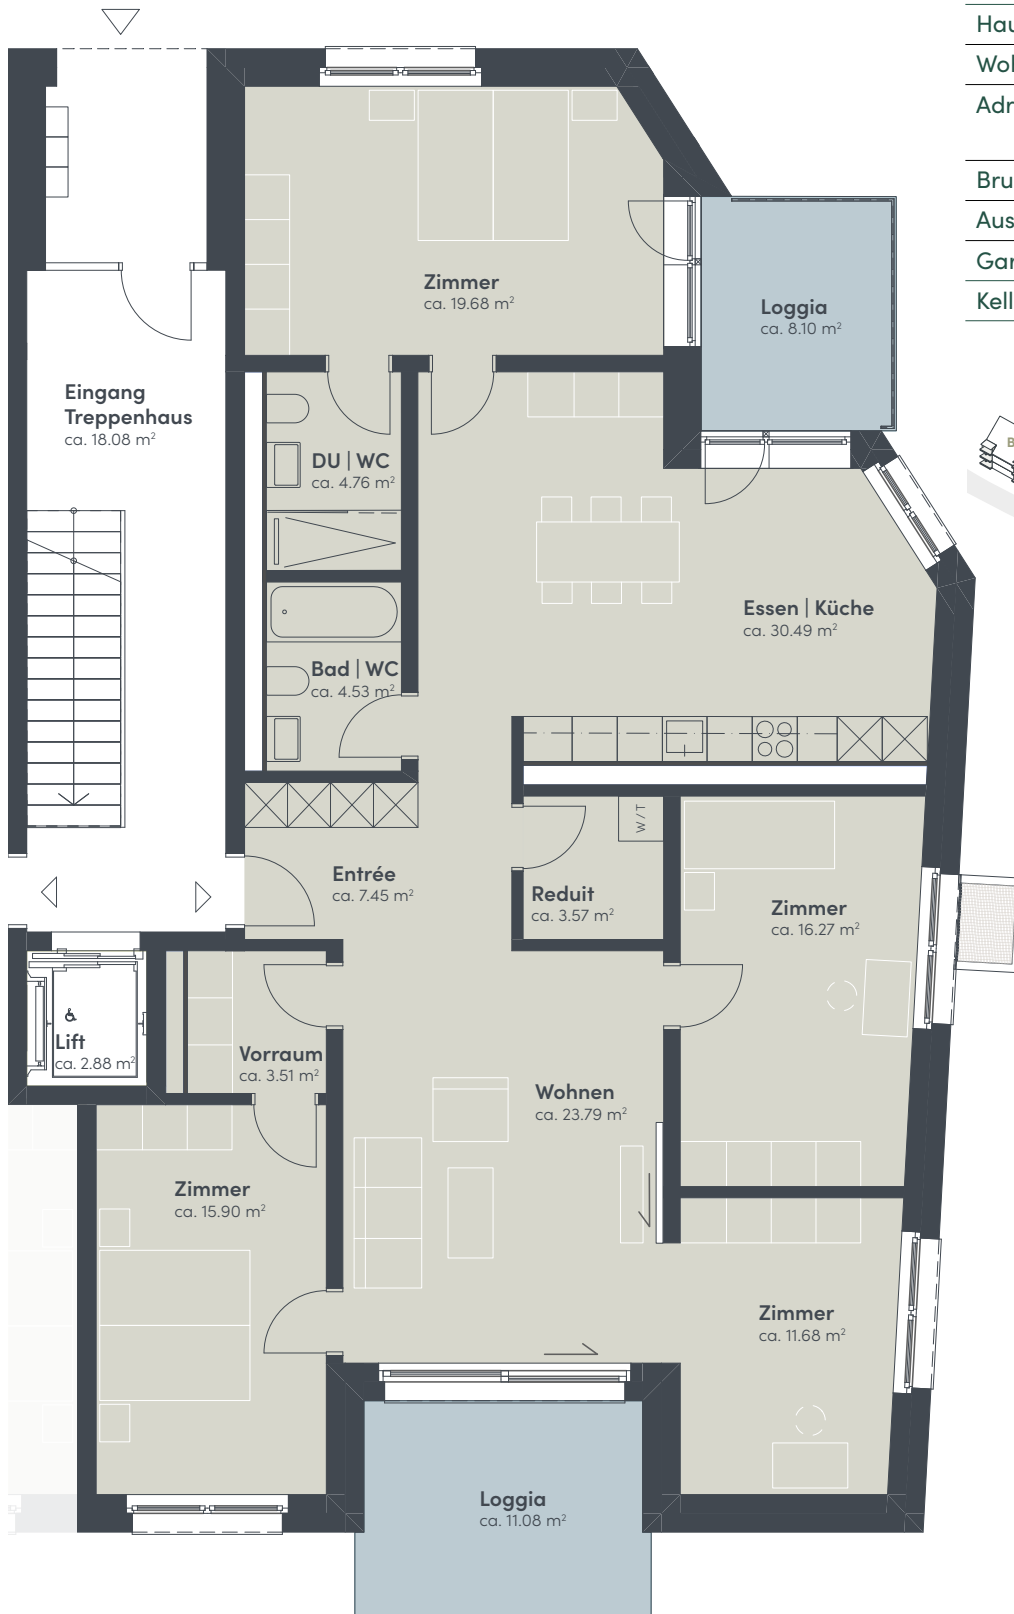 Hau
Wol
Adr
Bru
Aus
Gar
Kell
Zimmer
ca. 19.68 m²
Loggia
ca. 8.10 m²
Eingang
Treppenhaus
ca. 18.08 m²
B
DU | WC
ca. 4.76 m²
Essen | Küche
ca. 30.49 m²
Bad | WC
ca. 4.53 m²
W / T
Entrée
ca. 7.45 m²
Reduit
ca. 3.57 m²
Zimmer
ca. 16.27 m²
Lift
ca. 2.88 m²
Vorraum
ca. 3.51 m²
Wohnen
ca. 23.79 m²
Zimmer
ca. 15.90 m²
Zimmer
ca. 11.68 m²
Loggia
ca. 11.08 m²